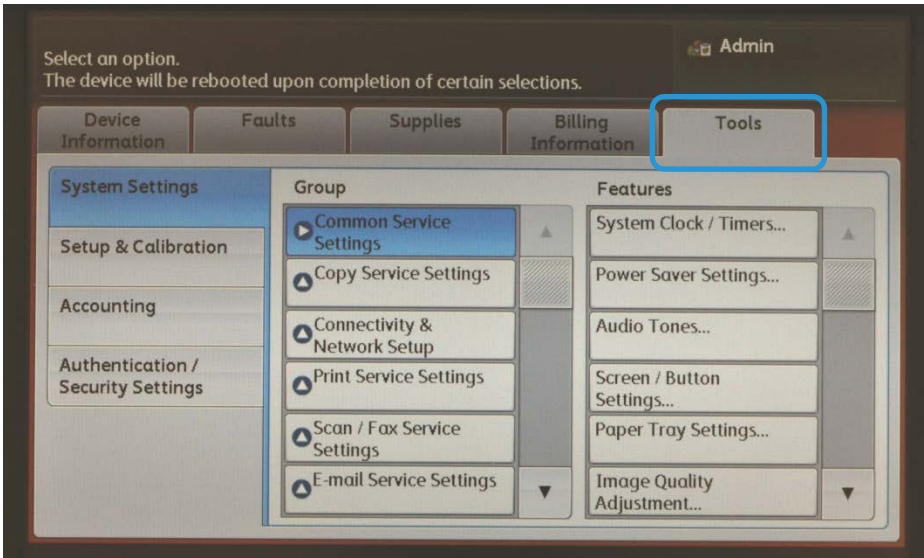 Select an option.
The device will be rebooted upon completion of certain selections.
Admin
Device
Information
Faults
Supplies
Billing
Information
Tools
System Settings
Setup & Calibration
Accounting
Authentication /
Security Settings
Group
Common Service
Settings
Copy Service Settings
Connectivity &
Network Setup
Print Service Settings
Scan / Fax Service
Settings
E-mail Service Settings
Features
System Clock / Timers...
Power Saver Settings...
Audio Tones...
Screen / Button
Settings...
Paper Tray Settings...
Image Quality
Adjustment...